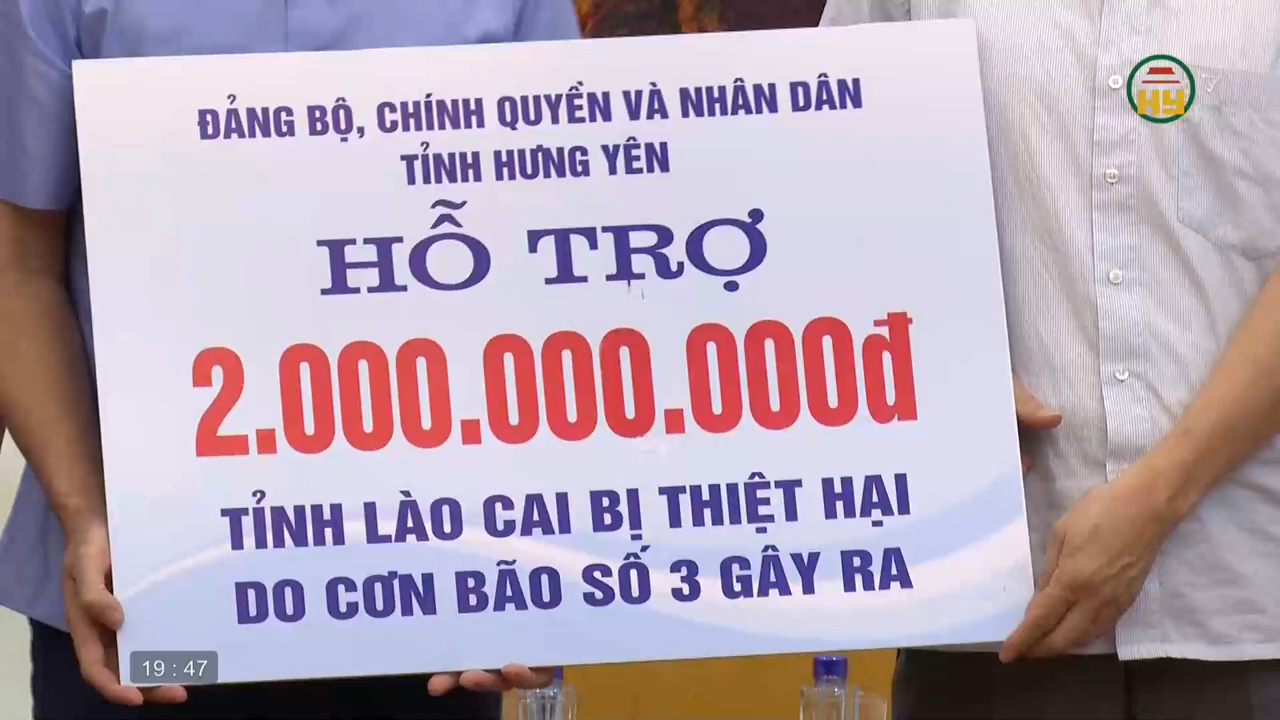 HY
ĐẢNG BỘ, CHÍNH QUYỀN VÀ NHÂN DÂN
TỈNH HƯNG YÊN
HỖ TRỢ
2.000.000.000đ
TỈNH LÀO CAI BỊ THIỆT HẠI
DO CƠN BÃO SỐ 3 GÂY RA
19 : 47